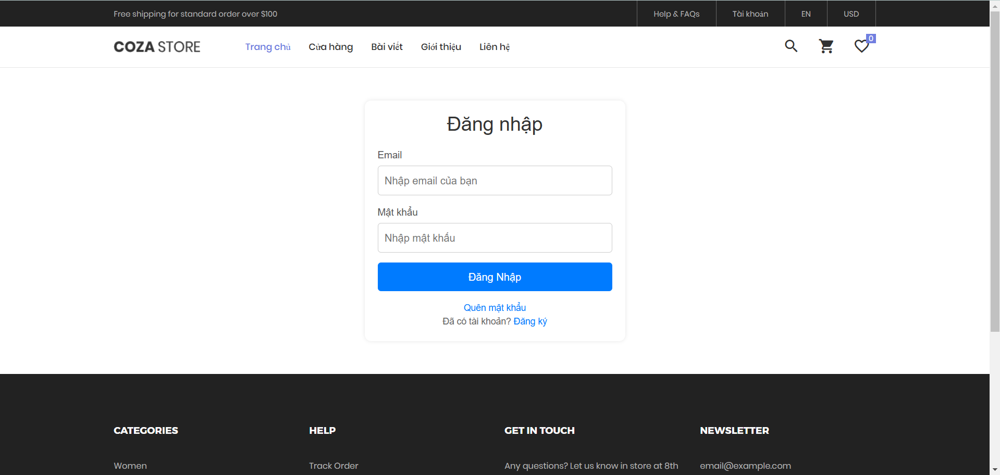 Free shipping for standard order over $100
Help & FAQs
Tài khoản
EN
USD
COZA STORE
Trang chủ
Cửa hàng
Bài viết
Giới thiệu
Liên hệ
0
Đăng nhập
Email
Nhập email của bạn
Mật khẩu
Nhập mật khẩu
Đăng Nhập
Quên mật khẩu
Đã có tài khoản? Đăng ký
CATEGORIES
HELP
GET IN TOUCH
NEWSLETTER
Women
Track Order
Any questions? Let us know in store at 8th
email@example.com